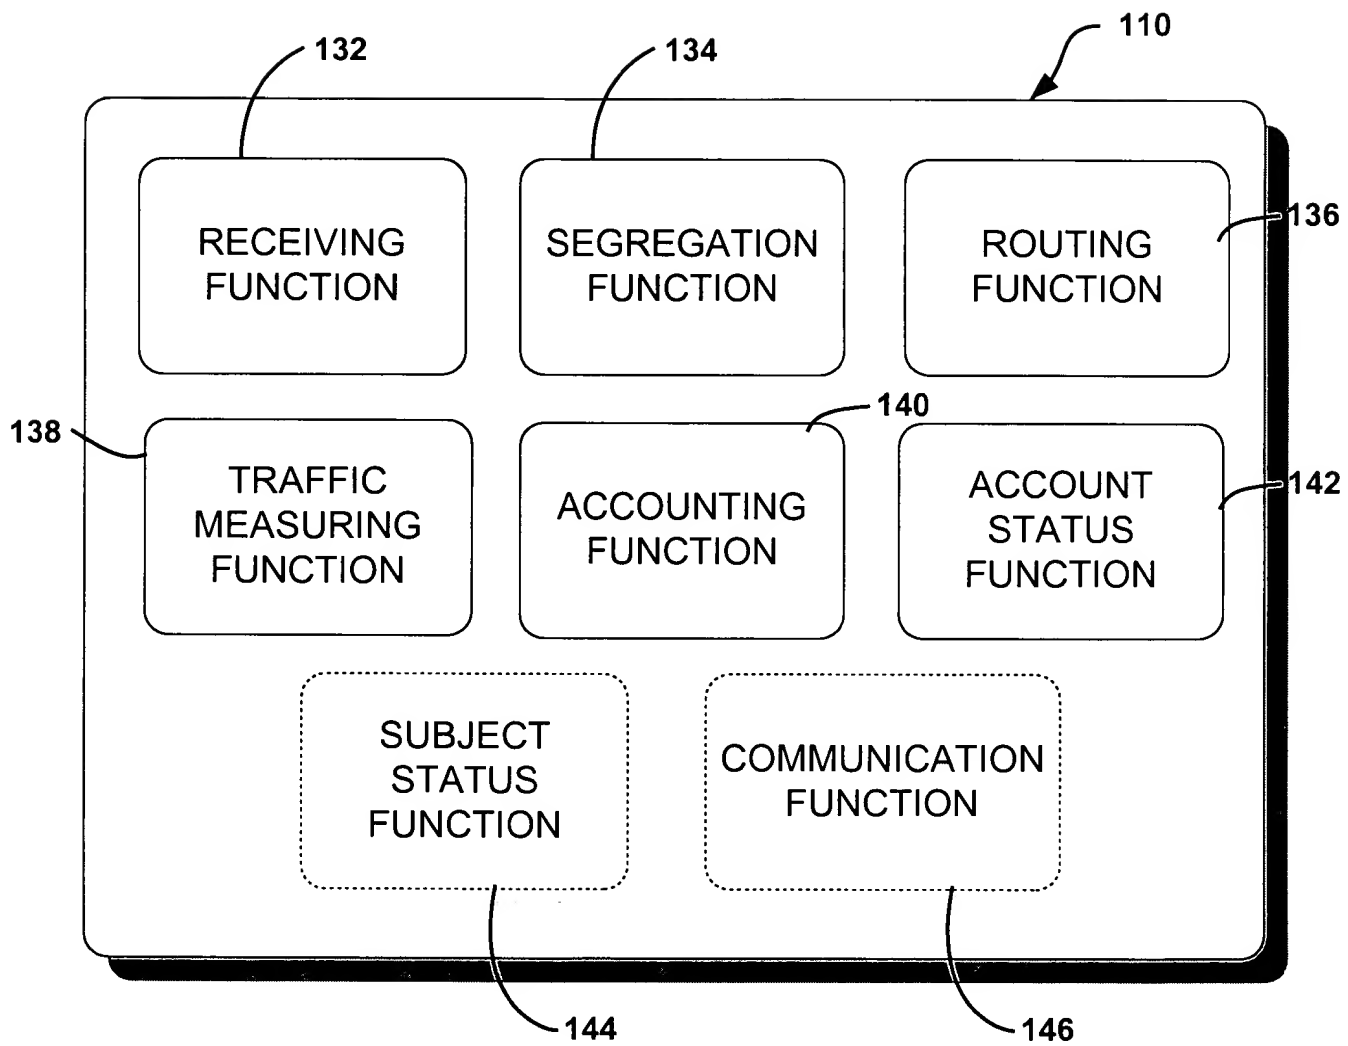 110
132
134
RECEIVING
FUNCTION
SEGREGATION
FUNCTION
ROUTING
FUNCTION
136
138
140
TRAFFIC
MEASURING
FUNCTION
ACCOUNTING
FUNCTION
ACCOUNT
STATUS
FUNCTION
142
SUBJECT
STATUS
FUNCTION
COMMUNICATION
FUNCTION
144
146